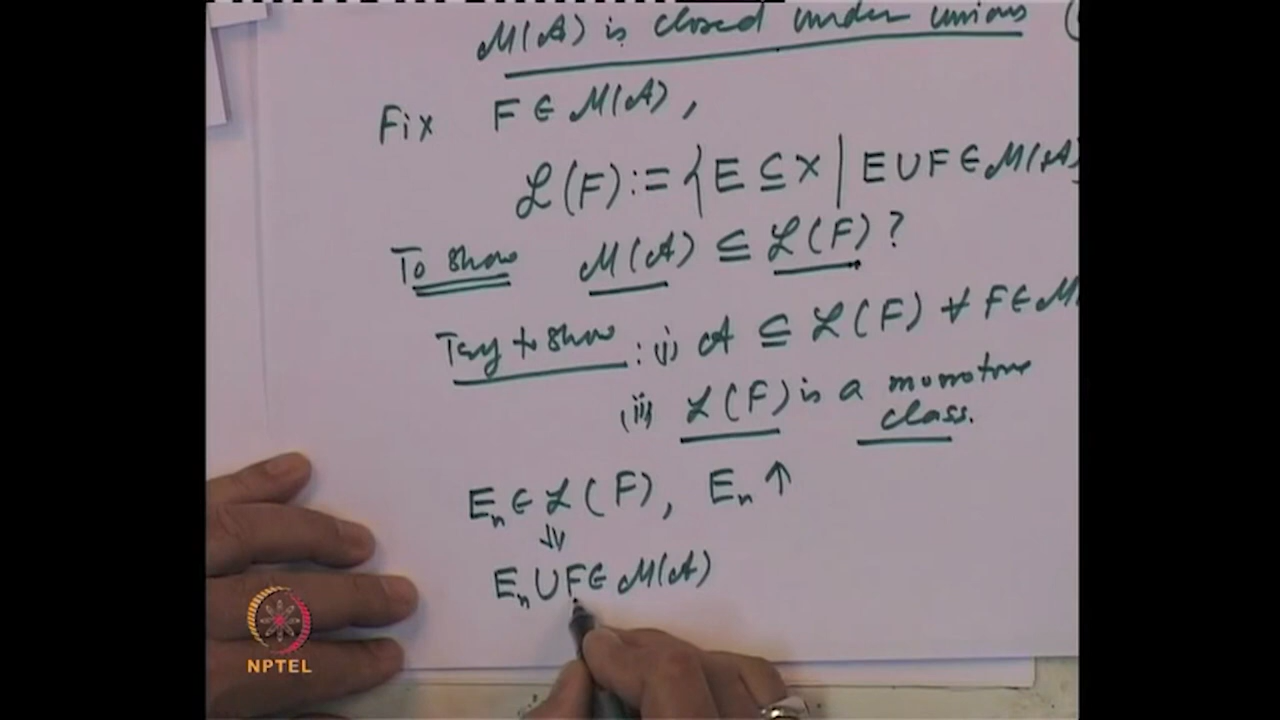 M(A) is closed under unions (
Fix F ∈ M(A),
L(F) := { E ⊆ X | E ∪ F ∈ M(A)
To show M(A) ⊆ L(F)?
Try to show : (i) A ⊆ L(F) ∀ F ∈ M
(ii) L(F) is a monotone class.
Eₙ ∈ L(F), Eₙ ↑
⇓
Eₙ ∪ F ∈ M(A)
NPTEL